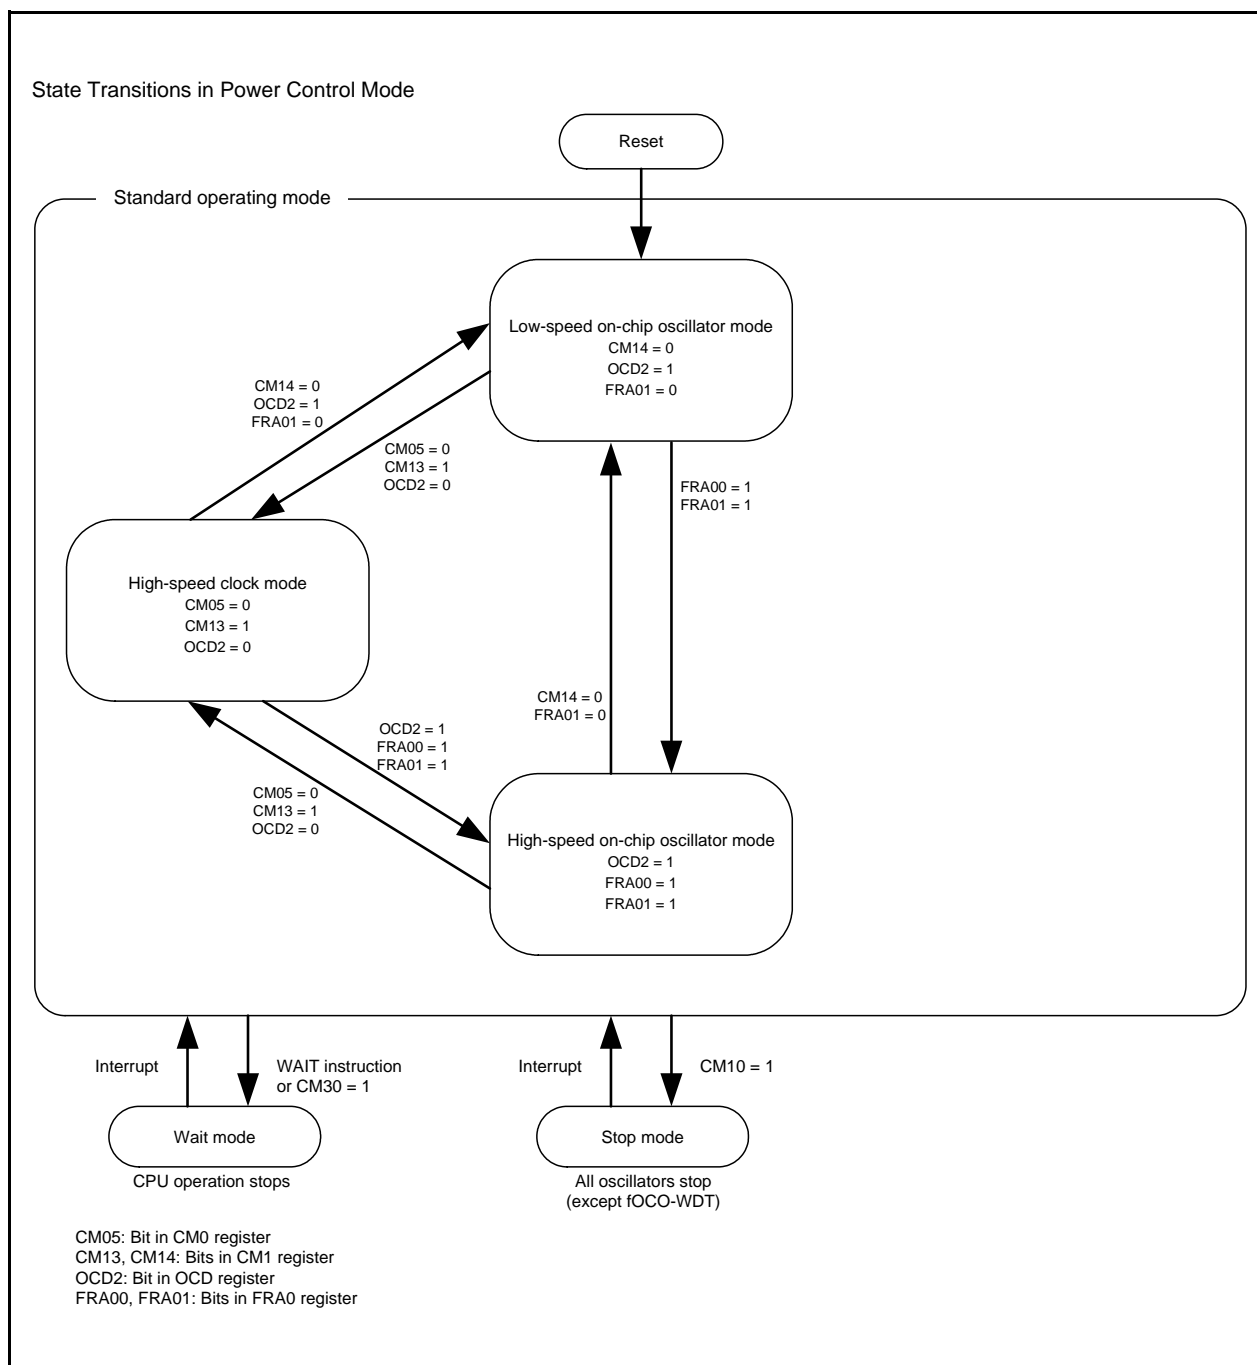 State Transitions in Power Control Mode
Reset
Standard operating mode
Low-speed on-chip oscillator mode
CM14 = 0
OCD2 = 1
FRA01 = 0
CM14 = 0
OCD2 = 1
FRA01 = 0
CM05 = 0
CM13 = 1
OCD2 = 0
FRA00 = 1
FRA01 = 1
High-speed clock mode
CM05 = 0
CM13 = 1
OCD2 = 0
CM14 = 0
FRA01 = 0
OCD2 = 1
FRA00 = 1
FRA01 = 1
CM05 = 0
CM13 = 1
OCD2 = 0
High-speed on-chip oscillator mode
OCD2 = 1
FRA00 = 1
FRA01 = 1
Interrupt
WAIT instruction
or CM30 = 1
Interrupt
CM10 = 1
Wait mode
Stop mode
CPU operation stops
All oscillators stop
(except fOCO-WDT)
CM05: Bit in CM0 register
CM13, CM14: Bits in CM1 register
OCD2: Bit in OCD register
FRA00, FRA01: Bits in FRA0 register